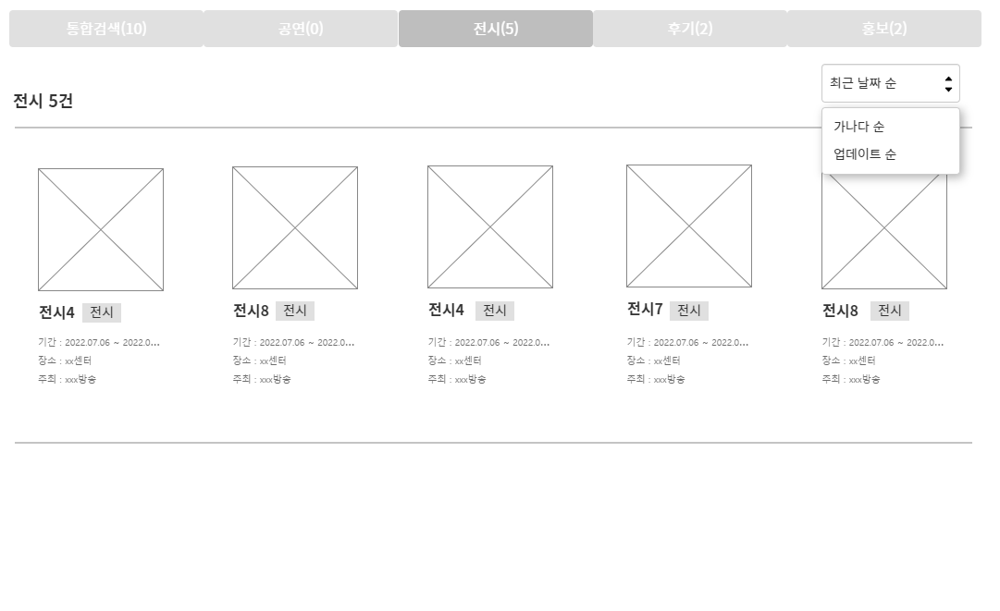 통합검색(10) 공연(0) 전시(5) 후기(2) 홍보(2)
최근 날짜 순
전시 5건
가나다 순
업데이트 순
전시4 전시
기간 : 2022.07.06 ~ 2022.0...
장소 : xx센터
주최 : xxx방송
전시8 전시
기간 : 2022.07.06 ~ 2022.0...
장소 : xx센터
주최 : xxx방송
전시4 전시
기간 : 2022.07.06 ~ 2022.0...
장소 : xx센터
주최 : xxx방송
전시7 전시
기간 : 2022.07.06 ~ 2022.0...
장소 : xx센터
주최 : xxx방송
전시8 전시
기간 : 2022.07.06 ~ 2022.0...
장소 : xx센터
주최 : xxx방송